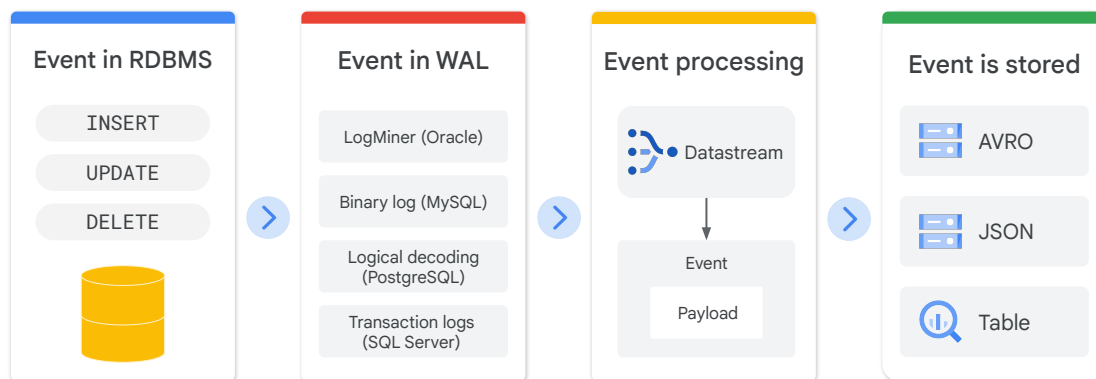 Event in RDBMS
INSERT
UPDATE
DELETE
Event in WAL
LogMiner (Oracle)
Binary log (MySQL)
Logical decoding
(PostgreSQL)
Transaction logs
(SQL Server)
Event processing
Datastream
Event
Payload
Event is stored
AVRO
JSON
Table